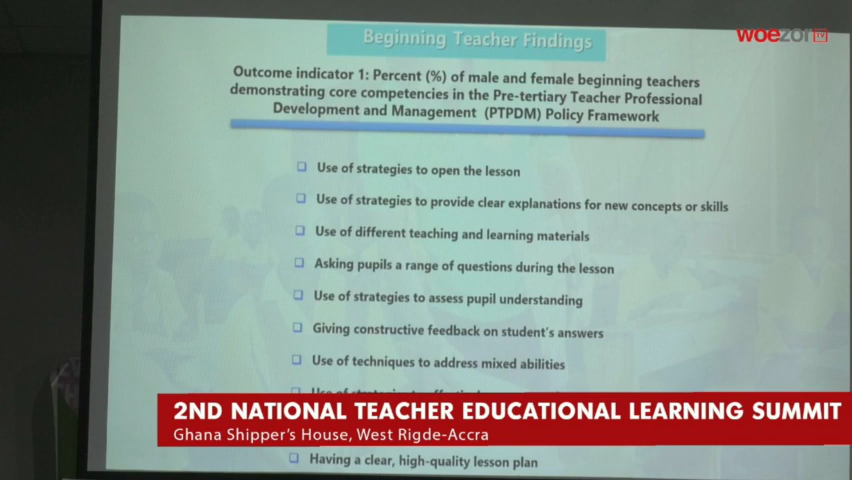 Beginning Teacher Findings
woezor TV
Outcome indicator 1: Percent (%) of male and female beginning teachers
demonstrating core competencies in the Pre-tertiary Teacher Professional
Development and Management (PTPDM) Policy Framework
Use of strategies to open the lesson
Use of strategies to provide clear explanations for new concepts or skills
Use of different teaching and learning materials
Asking pupils a range of questions during the lesson
Use of strategies to assess pupil understanding
Giving constructive feedback on student's answers
Use of techniques to address mixed abilities
Use of
2ND NATIONAL TEACHER EDUCATIONAL LEARNING SUMMIT
Ghana Shipper's House, West Rigde-Accra
Having a clear, high-quality lesson plan